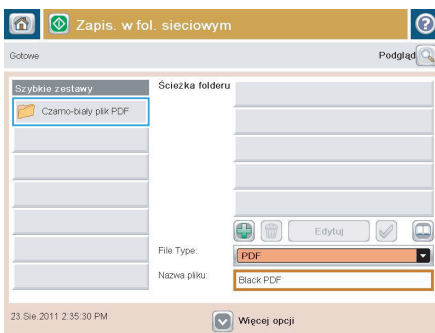 Zapis. w fol. sieciowym
Gotowe
Podgląd
Szybkie zestawy
Ścieżka folderu
Czarno-biały plik PDF
Edytuj
File Type:
PDF
Nazwa pliku:
Black PDF
23.Sie.2011 2:35:30 PM
Więcej opcji